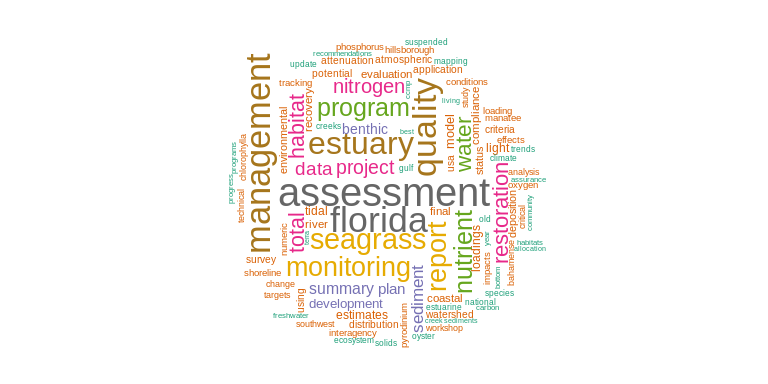 suspended
phosphorus hillsborough
recommendations
update attenuation atmospheric mapping
potential evaluation application
tracking nitrogen conditions
recovery
ccmp
living
study
compliance
loading
program
manatee
creeks benthic best
criteria
habitat
environmental
chlorophylla
programs
progress
technical
management
estuary
quality
usa
model
water
status
light
effects
trends
climate
data project gulf
analysis
assurance
oxygen
assessment
restoration
deposition
critical
community
tidal florida final
old
river
total
numeric
seagrass
report
nutrient
loadings
impacts
year
bahamense
habitats
allocation
survey
shoreline
monitoring
sediment
bottom
carbon
change
targets
using
summary plan
species
coastal national
development
estuarine
freshwater
estimates
watershed
southwest distribution
pyrodinium
creek sediments
interagency workshop
ecosystem solids oyster